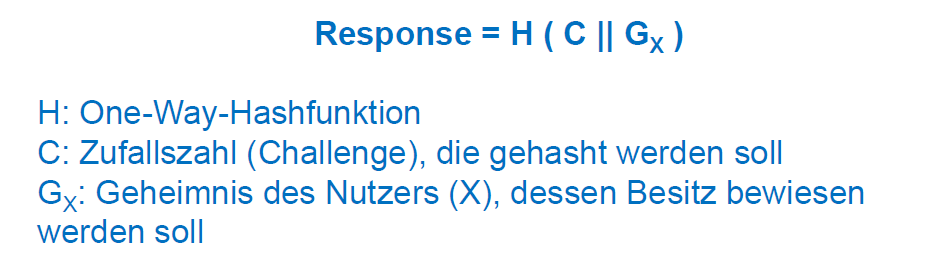 Response = H ( C || GX )
H: One-Way-Hashfunktion
C: Zufallszahl (Challenge), die gehasht werden soll
GX: Geheimnis des Nutzers (X), dessen Besitz bewiesen
werden soll